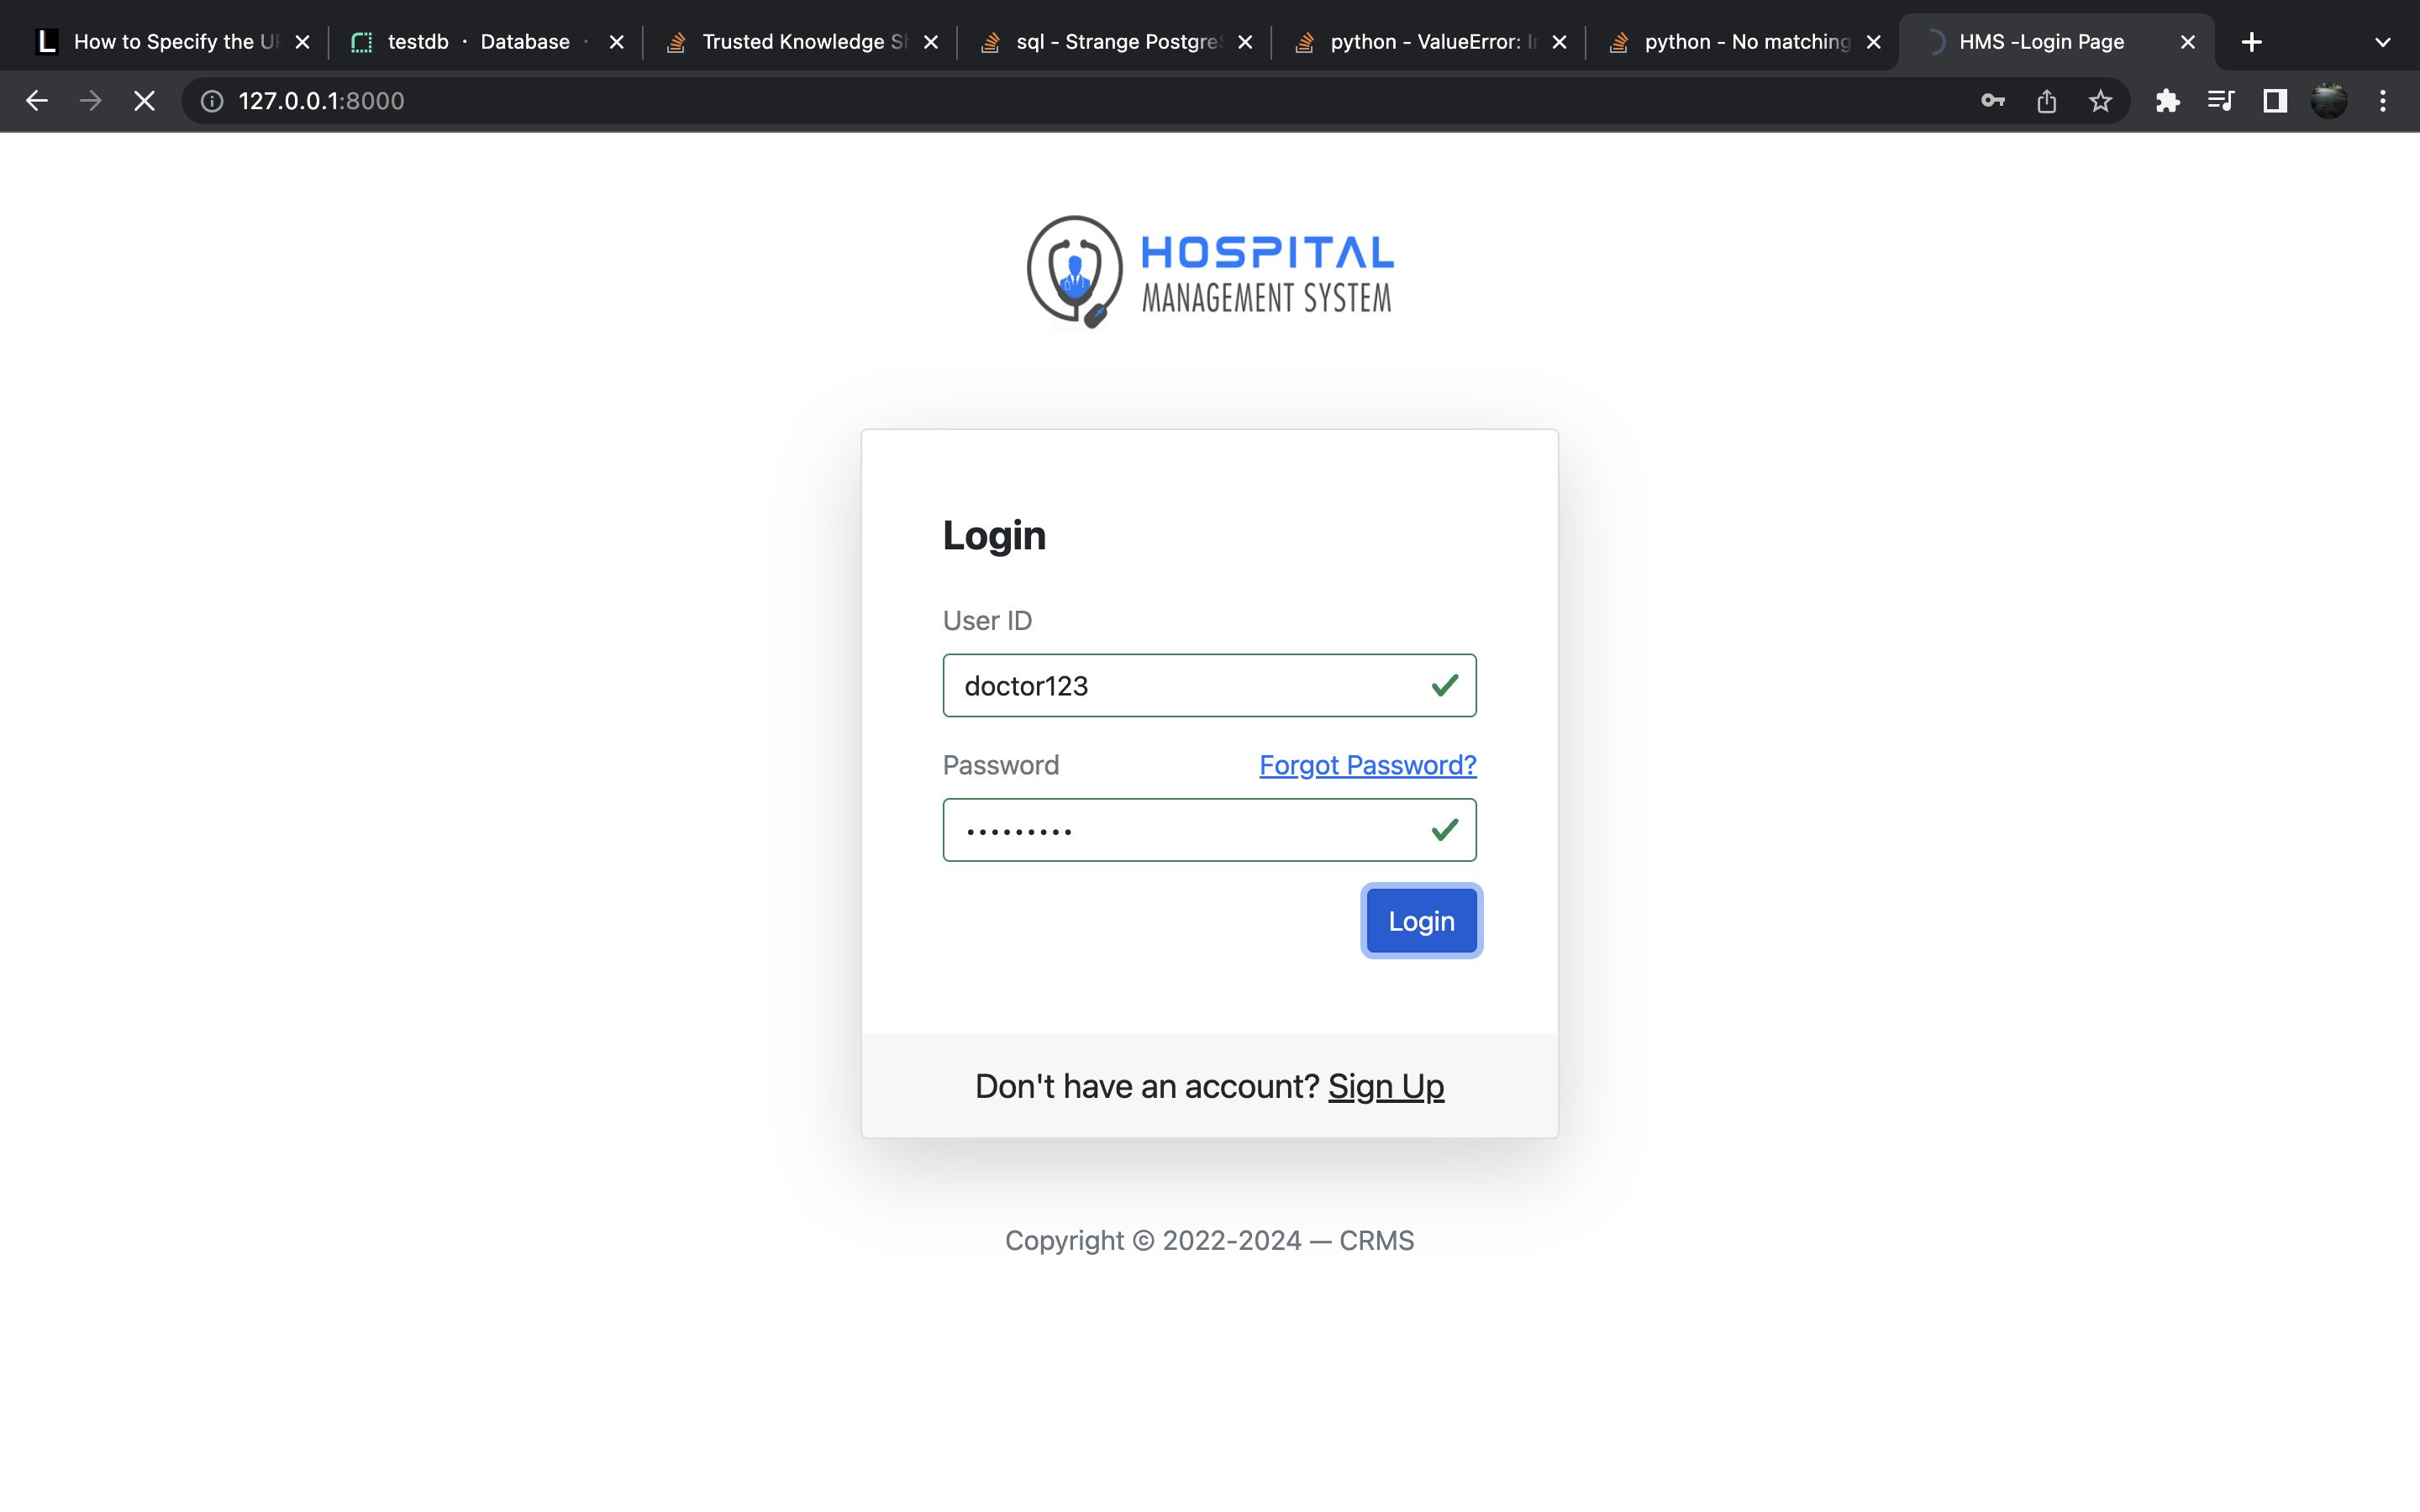 How to Specify the U
testdb · Database ·
Trusted Knowledge S
sql - Strange Postgre
python - ValueError: I
python - No matching
HMS -Login Page
127.0.0.1:8000
HOSPITAL
MANAGEMENT SYSTEM
Login
User ID
doctor123
Password Forgot Password?
•••••••••
Login
Don't have an account? Sign Up
Copyright © 2022-2024 — CRMS